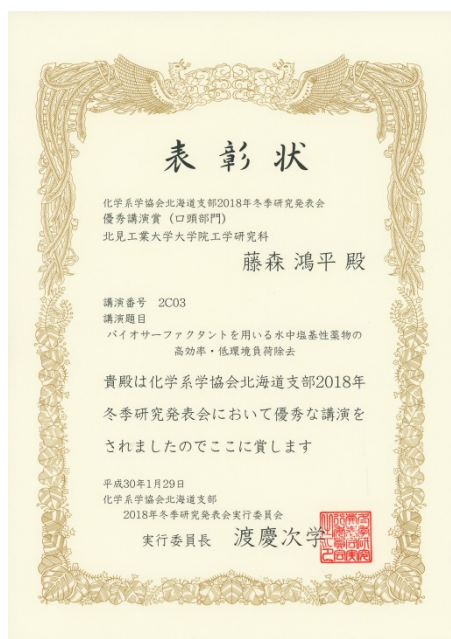 表彰状
化学系学協会北海道支部2018年冬季研究発表会
優秀講演賞（口頭部門）
北見工業大学大学院工学研究科
藤森 鴻平 殿
講演番号 2C03
講演題目
バイオサーファクタントを用いる水中塩基性薬物の
高効率・低環境負荷除去
貴殿は化学系学協会北海道支部2018年
冬季研究発表会において優秀な講演を
されましたのでここに賞します
平成30年1月29日
化学系学協会北海道支部
2018年冬季研究発表会実行委員会
実行委員長 渡慶次学